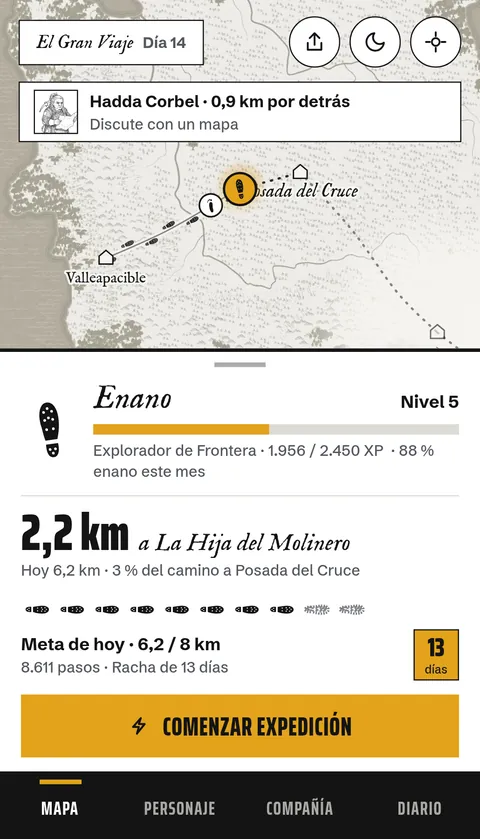 El Gran Viaje Día 14
Hadda Corbel · 0,9 km por detrás
Discute con un mapa
osada del Cruce
Valleapacible
Enano
Nivel 5
Explorador de Frontera · 1.956 / 2.450 XP · 88 %
enano este mes
2,2 km a La Hija del Molinero
Hoy 6,2 km · 3 % del camino a Posada del Cruce
Meta de hoy · 6,2 / 8 km
8.611 pasos · Racha de 13 días
13
días
COMENZAR EXPEDICIÓN
MAPA PERSONAJE COMPAÑÍA DIARIO